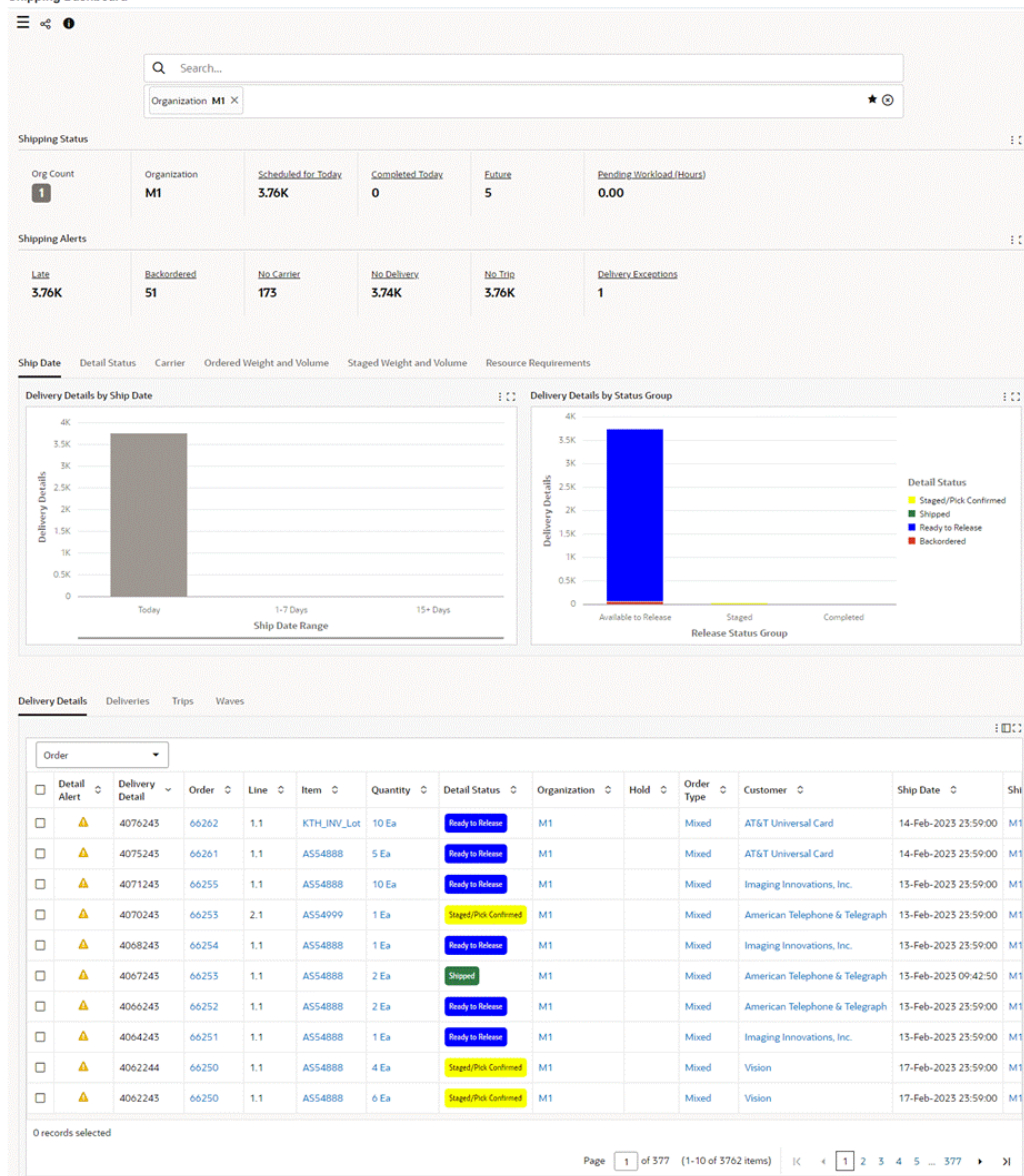 Search...
Organization M1
Shipping Status
Org Count Organization Scheduled for Today Completed Today Future Pending Workload (Hours)
1 M1 3.76K 0 5 0.00
Shipping Alerts
Late Backordered No Carrier No Delivery No Trip Delivery Exceptions
3.76K 51 173 3.74K 3.76K 1
Ship Date Detail Status Carrier Ordered Weight and Volume Staged Weight and Volume Resource Requirements
Delivery Details by Ship Date
4K
3.5K
3K
2.5K
2K
1.5K
1K
0.5K
0
Delivery Details
Today 1-7 Days 15+ Days
Ship Date Range
Delivery Details by Status Group
4K
3.5K
3K
2.5K
2K
1.5K
1K
0.5K
0
Delivery Details
Available to Release Staged Completed
Release Status Group
Detail Status
Staged/Pick Confirmed
Shipped
Ready to Release
Backordered
Delivery Details Deliveries Trips Waves
Order
Detail Alert Delivery Detail Order Line Item Quantity Detail Status Organization Hold Order Type Customer Ship Date Shi
4076243 66262 1.1 KTH_INV_Lot 10 Ea Ready to Release M1 Mixed AT&T Universal Card 14-Feb-2023 23:59:00 M1
4075243 66261 1.1 AS54888 5 Ea Ready to Release M1 Mixed AT&T Universal Card 14-Feb-2023 23:59:00 M1
4071243 66255 1.1 AS54888 10 Ea Ready to Release M1 Mixed Imaging Innovations, Inc. 13-Feb-2023 23:59:00 M1
4070243 66253 2.1 AS54999 1 Ea Staged/Pick Confirmed M1 Mixed American Telephone & Telegraph 13-Feb-2023 23:59:00 M1
4068243 66254 1.1 AS54888 1 Ea Ready to Release M1 Mixed Imaging Innovations, Inc. 13-Feb-2023 23:59:00 M1
4067243 66253 1.1 AS54888 2 Ea Shipped M1 Mixed American Telephone & Telegraph 13-Feb-2023 09:42:50 M1
4066243 66252 1.1 AS54888 2 Ea Ready to Release M1 Mixed American Telephone & Telegraph 13-Feb-2023 23:59:00 M1
4064243 66251 1.1 AS54888 1 Ea Ready to Release M1 Mixed Imaging Innovations, Inc. 13-Feb-2023 23:59:00 M1
4062244 66250 1.1 AS54888 4 Ea Staged/Pick Confirmed M1 Mixed Vision 17-Feb-2023 23:59:00 M1
4062243 66250 1.1 AS54888 6 Ea Staged/Pick Confirmed M1 Mixed Vision 17-Feb-2023 23:59:00 M1
0 records selected
Page 1 of 377 (1-10 of 3762 items) 1 2 3 4 5 ... 377